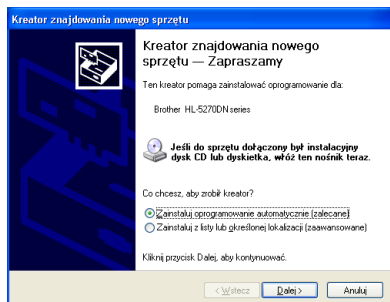 Kreator znajdowania nowego sprzętu
Kreator znajdowania nowego
sprzętu — Zapraszamy
Ten kreator pomaga zainstalować oprogramowanie dla:
Brother HL-5270DN series
Jeśli do sprzętu dołączony był instalacyjny
dysk CD lub dyskietka, włóż ten nośnik teraz.
Co chcesz, aby zrobił kreator?
Zainstaluj oprogramowanie automatycznie (zalecane)
Zainstaluj z listy lub określonej lokalizacji (zaawansowane)
Kliknij przycisk Dalej, aby kontynuować.
< Wstecz Dalej > Anuluj